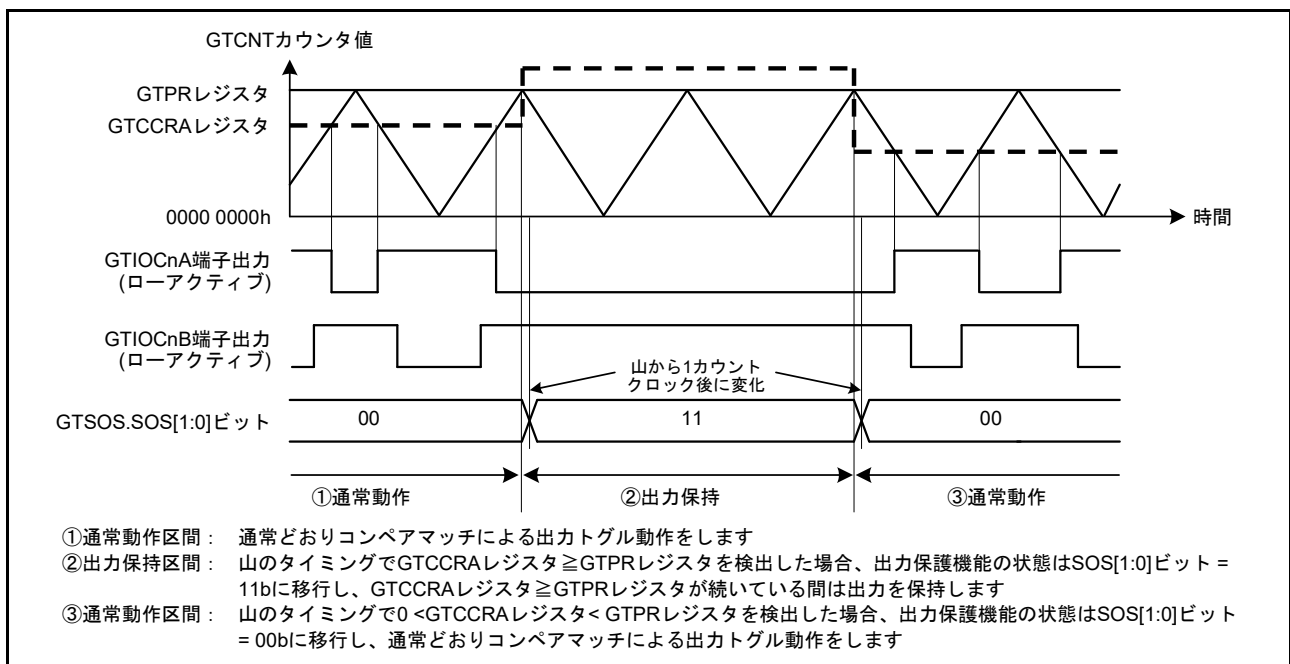 GTCNTカウンタ値
GTPRレジスタ
GTCCRAレジスタ
0000 0000h
時間
GTIOCnA端子出力
(ローアクティブ)
GTIOCnB端子出力
(ローアクティブ)
山から1カウント
クロック後に変化
GTSOS.SOS[1:0]ビット
00
11
00
①通常動作
②出力保持
③通常動作
①通常動作区間： 通常どおりコンペアマッチによる出力トグル動作をします
②出力保持区間： 山のタイミングでGTCCRAレジスタ≧GTPRレジスタを検出した場合、出力保護機能の状態はSOS[1:0]ビット =
11bに移行し、GTCCRAレジスタ≧GTPRレジスタが続いている間は出力を保持します
③通常動作区間： 山のタイミングで0 <GTCCRAレジスタ< GTPRレジスタを検出した場合、出力保護機能の状態はSOS[1:0]ビット
= 00bに移行し、通常どおりコンペアマッチによる出力トグル動作をします